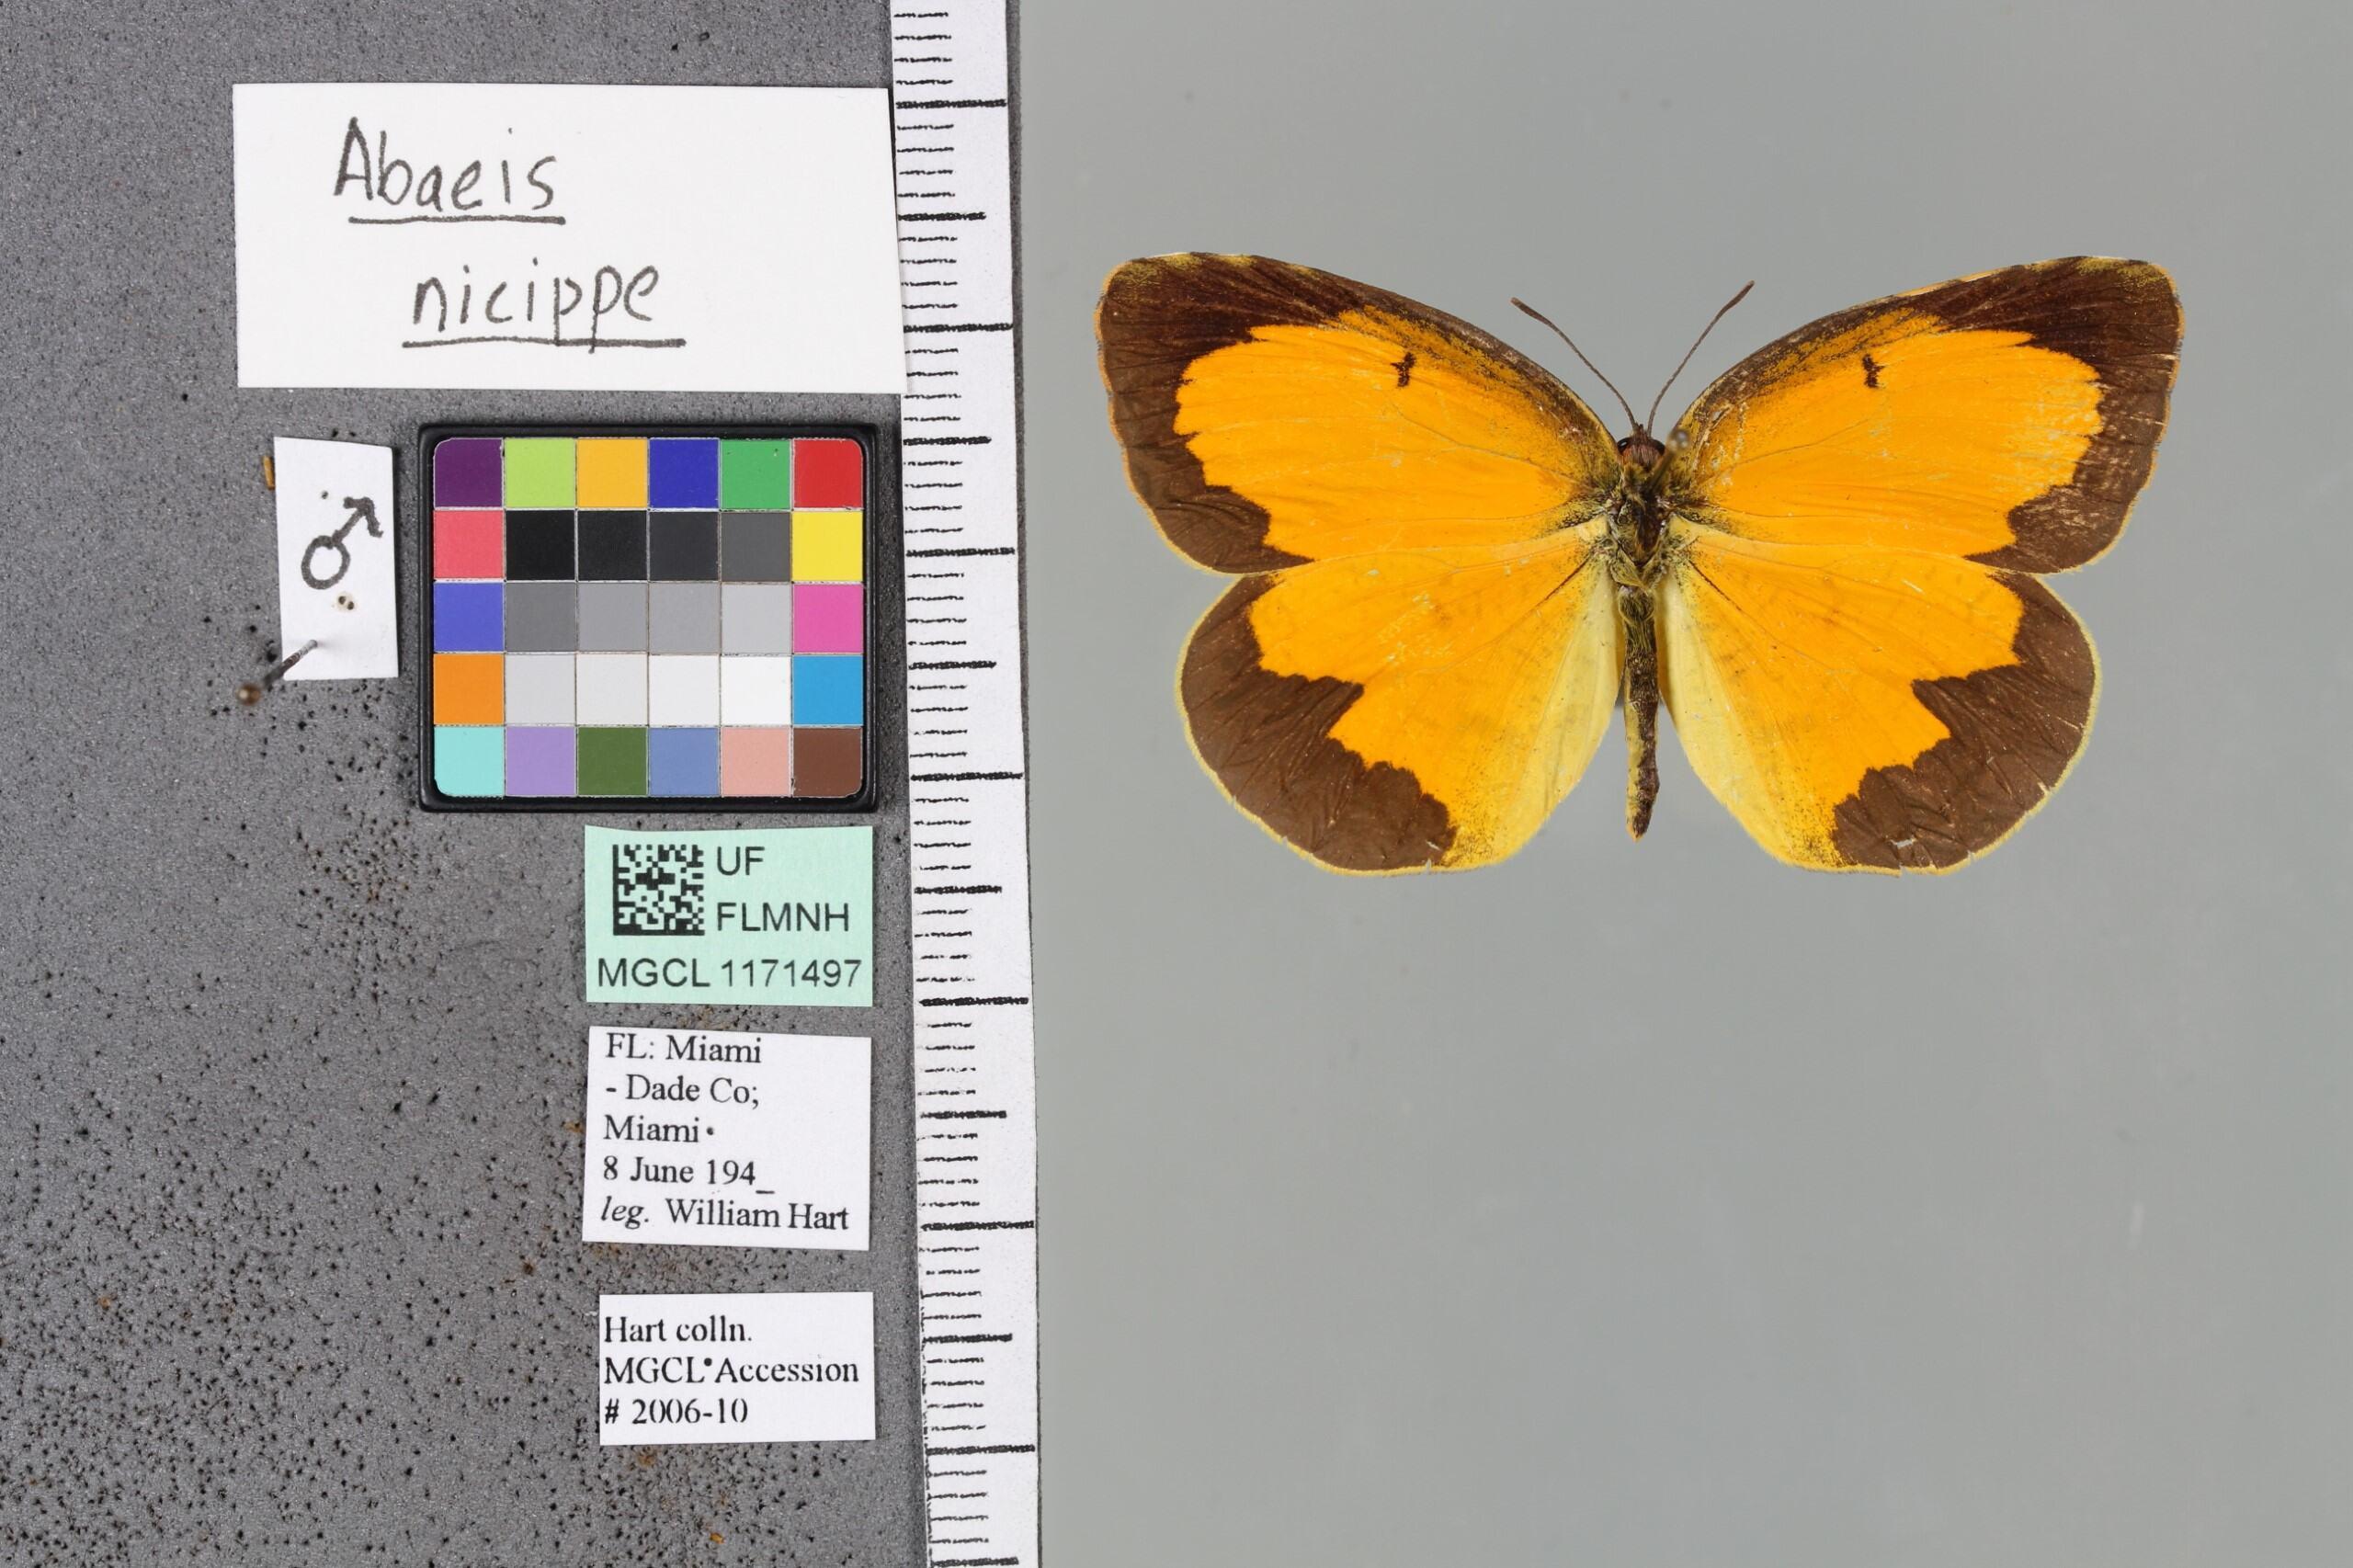 Abaeis
nicippe
♂
UF
FLMNH
MGCL 1171497
FL: Miami
- Dade Co;
Miami
8 June 194_
leg. William Hart
Hart colln.
MGCL Accession
# 2006-10